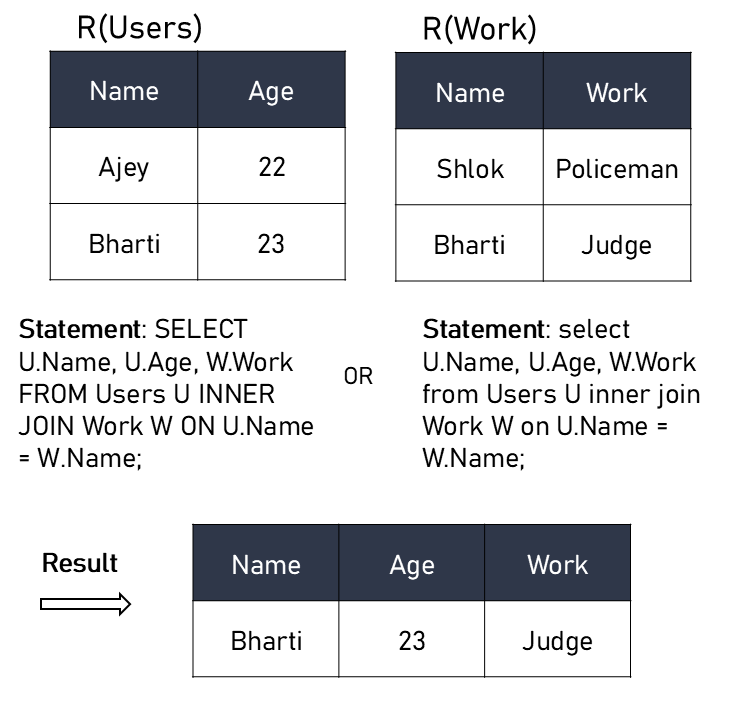 R(Users)
R(Work)
Name Age
Ajey 22
Bharti 23
Name Work
Shlok Policeman
Bharti Judge
Statement: SELECT
U.Name, U.Age, W.Work
FROM Users U INNER
JOIN Work W ON U.Name
= W.Name;
OR
Statement: select
U.Name, U.Age, W.Work
from Users U inner join
Work W on U.Name =
W.Name;
Result
Name Age Work
Bharti 23 Judge